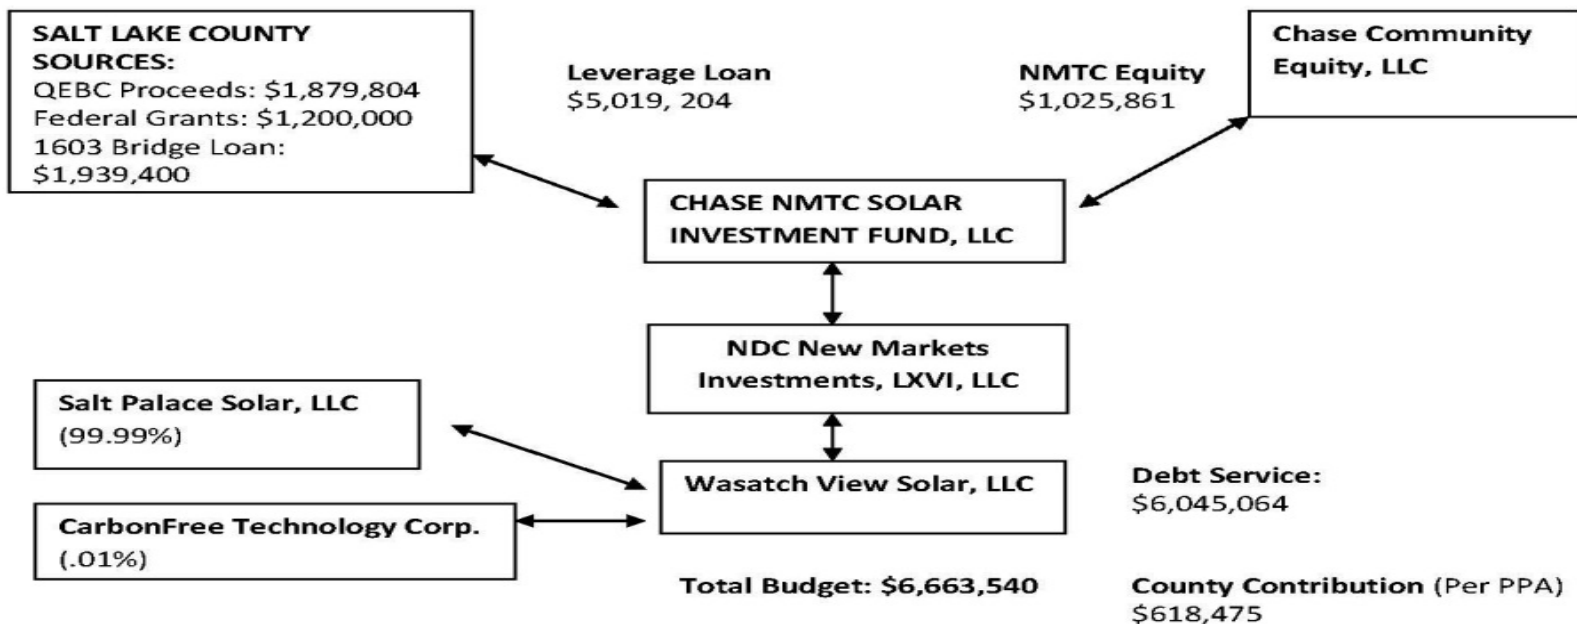 SALT LAKE COUNTY
SOURCES:
QEBC Proceeds: $1,879,804
Federal Grants: $1,200,000
1603 Bridge Loan:
$1,939,400
Leverage Loan
$5,019, 204
NMTC Equity
$1,025,861
Chase Community
Equity, LLC
CHASE NMTC SOLAR
INVESTMENT FUND, LLC
NDC New Markets
Investments, LXVI, LLC
Salt Palace Solar, LLC
(99.99%)
Wasatch View Solar, LLC
Debt Service:
$6,045,064
CarbonFree Technology Corp.
(.01%)
Total Budget: $6,663,540
County Contribution (Per PPA)
$618,475